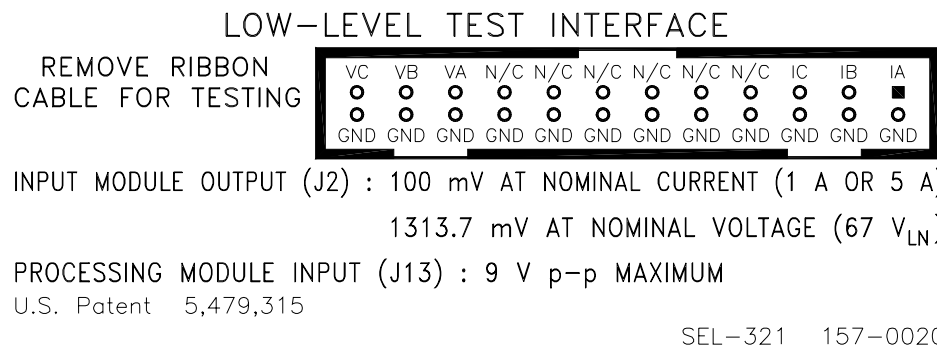 LOW-LEVEL TEST INTERFACE
REMOVE RIBBON
CABLE FOR TESTING
VC VB VA N/C N/C N/C N/C N/C N/C IC IB IA
GND GND GND GND GND GND GND GND GND GND GND GND
INPUT MODULE OUTPUT (J2) : 100 mV AT NOMINAL CURRENT (1 A OR 5 A)
1313.7 mV AT NOMINAL VOLTAGE (67 VLN)
PROCESSING MODULE INPUT (J13) : 9 V p-p MAXIMUM
U.S. Patent 5,479,315
SEL-321 157-0020